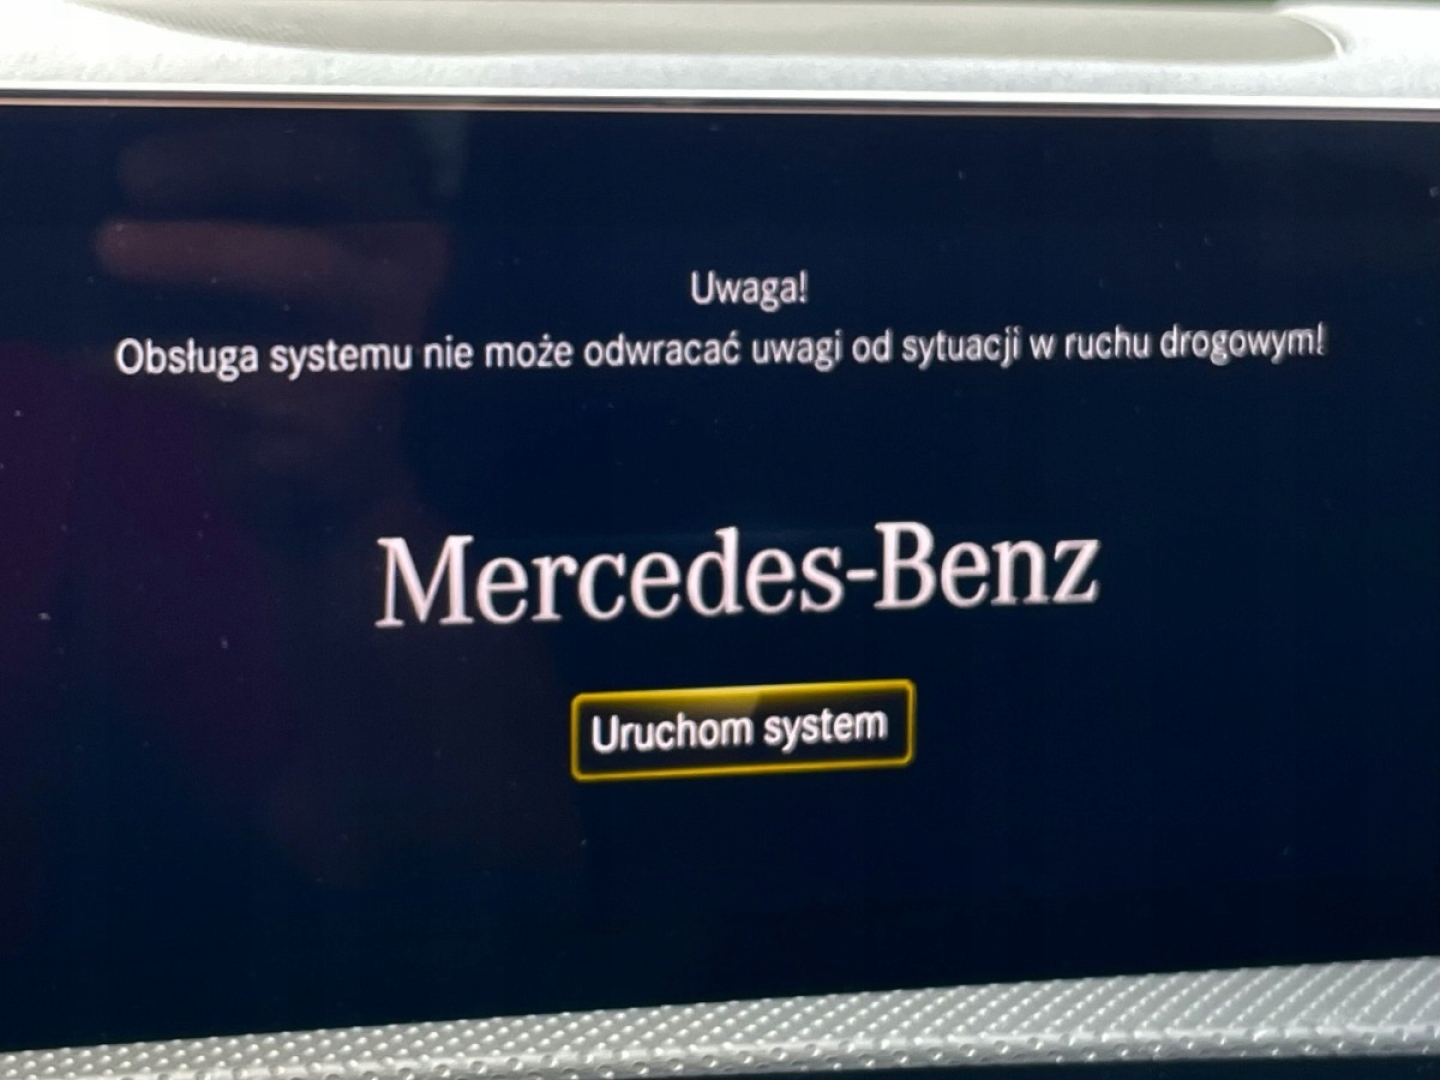 Uwaga!
Obsługa systemu nie może odwracać uwagi od sytuacji w ruchu drogowym!
Mercedes-Benz
Uruchom system